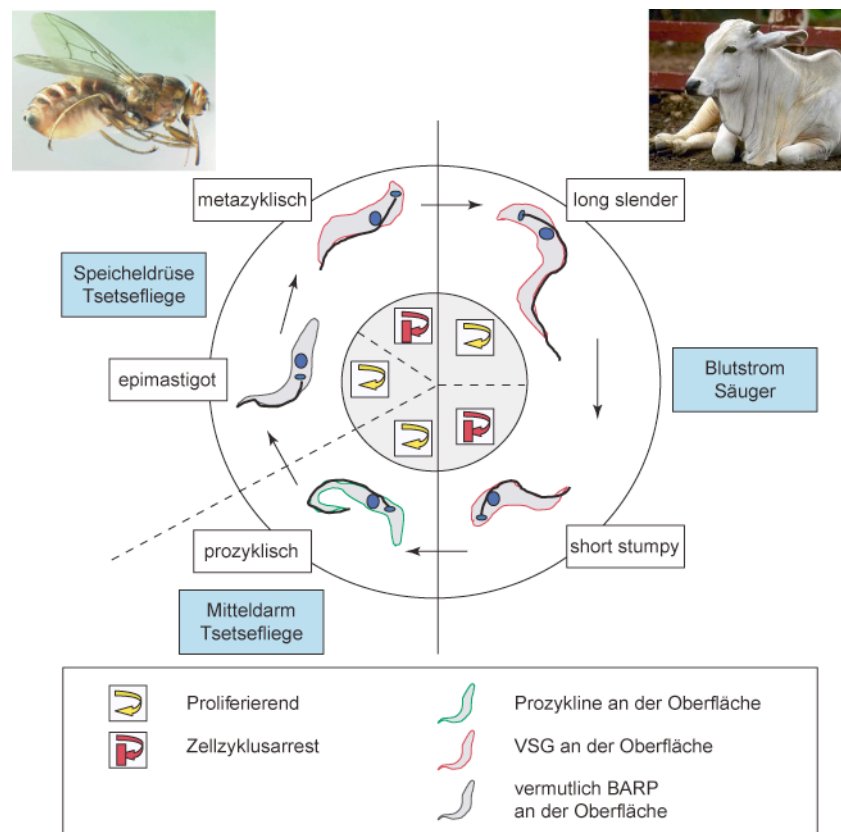 metazyklisch
long slender
Speicheldrüse
Tsetsefliege
epimastigot
Blutstrom
Säuger
prozyklisch
short stumpy
Mitteldarm
Tsetsefliege
Proliferierend
Zellzyklusarrest
Prozykline an der Oberfläche
VSG an der Oberfläche
vermutlich BARP
an der Oberfläche